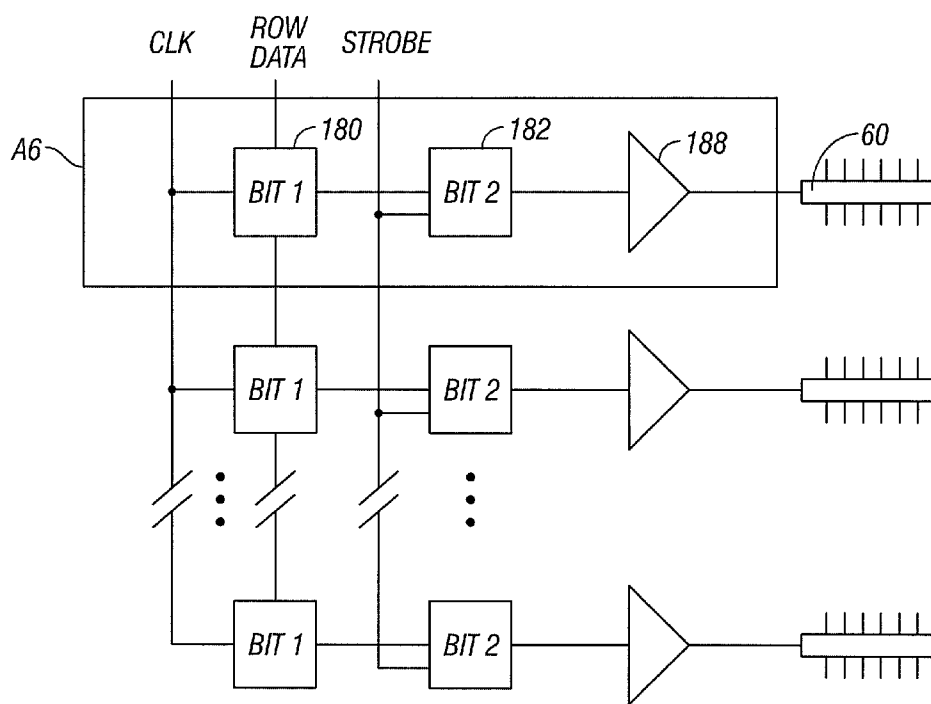 CLK
ROW
DATA
STROBE
A6
180
182
188
60
BIT 1
BIT 2
BIT 1
BIT 2
BIT 1
BIT 2